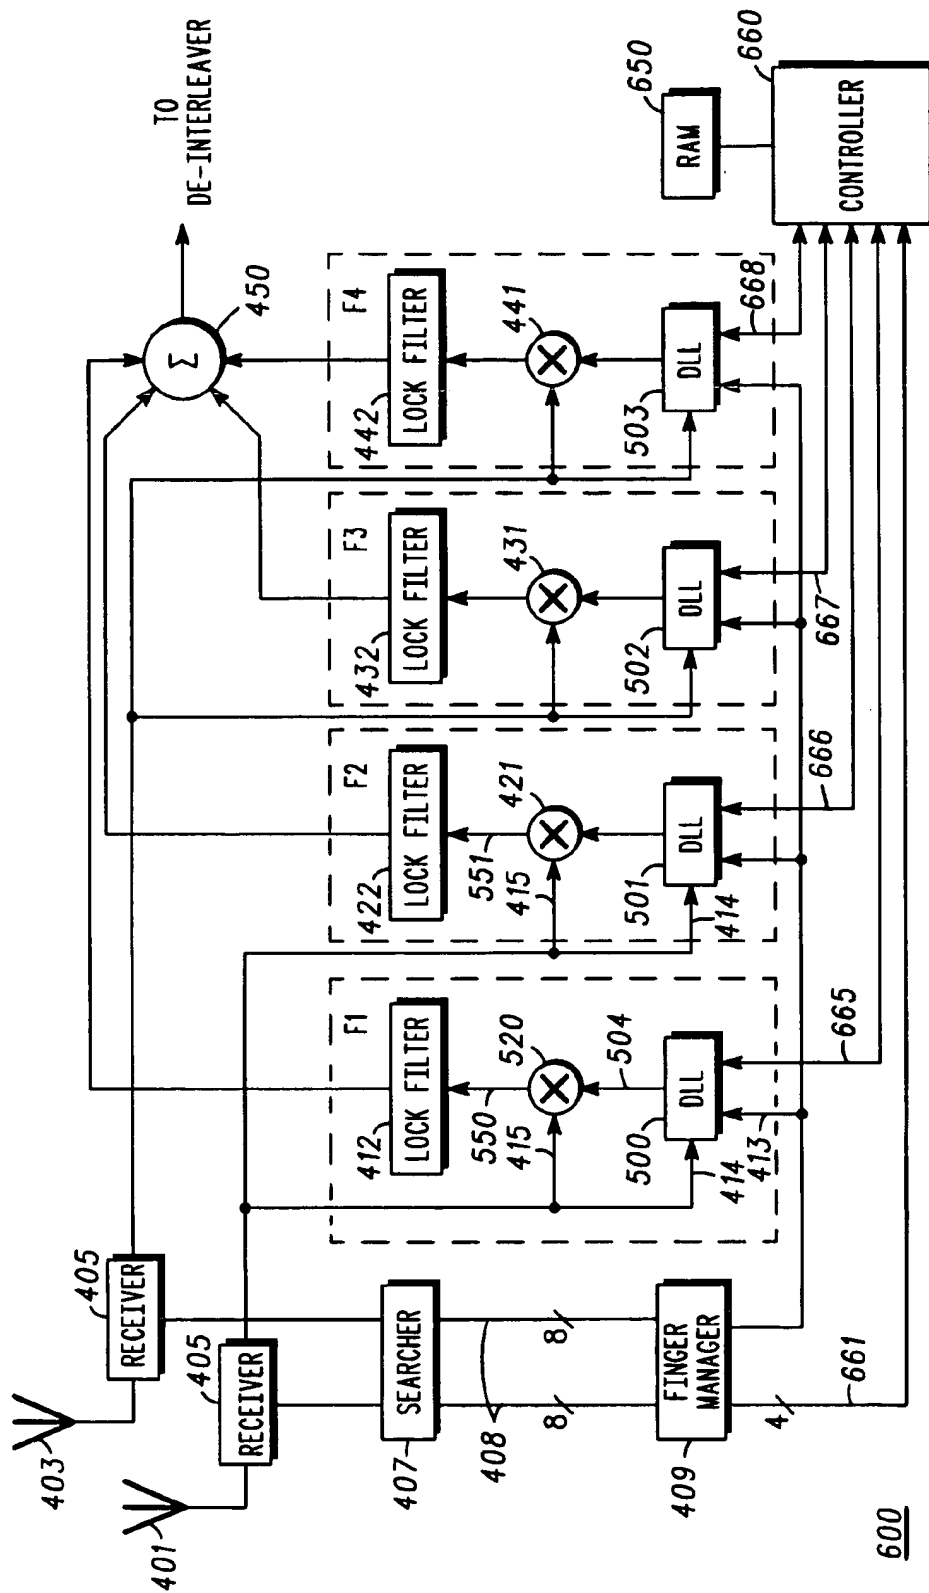 403
405
RECEIVER
401
405
RECEIVER
407
SEARCHER
408
8
8
409
FINGER
MANAGER
4
661
600
TO
DE-INTERLEAVER
Σ
450
F1
412
LOCK FILTER
550
415
520
504
500
DLL
414
413
665
F2
422
LOCK FILTER
551
415
421
501
DLL
414
666
F3
432
LOCK FILTER
431
502
DLL
667
F4
442
LOCK FILTER
441
503
DLL
668
RAM
650
CONTROLLER
660